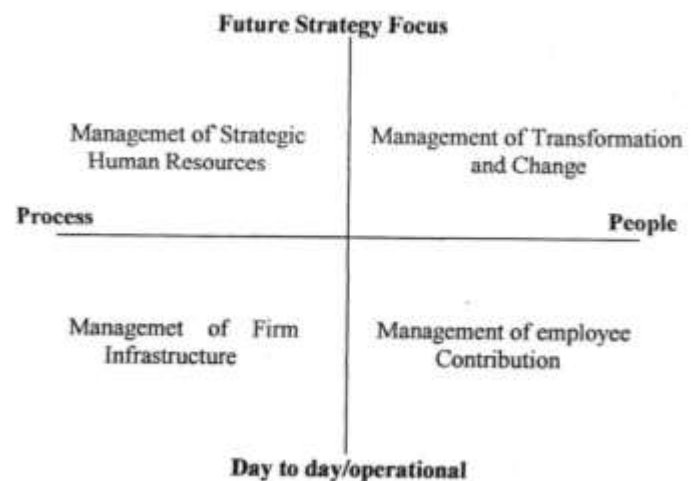 Future Strategy Focus
Managemet of Strategic
Human Resources
Management of Transformation
and Change
Process
People
Managemet of Firm
Infrastructure
Management of employee
Contribution
Day to day/operational